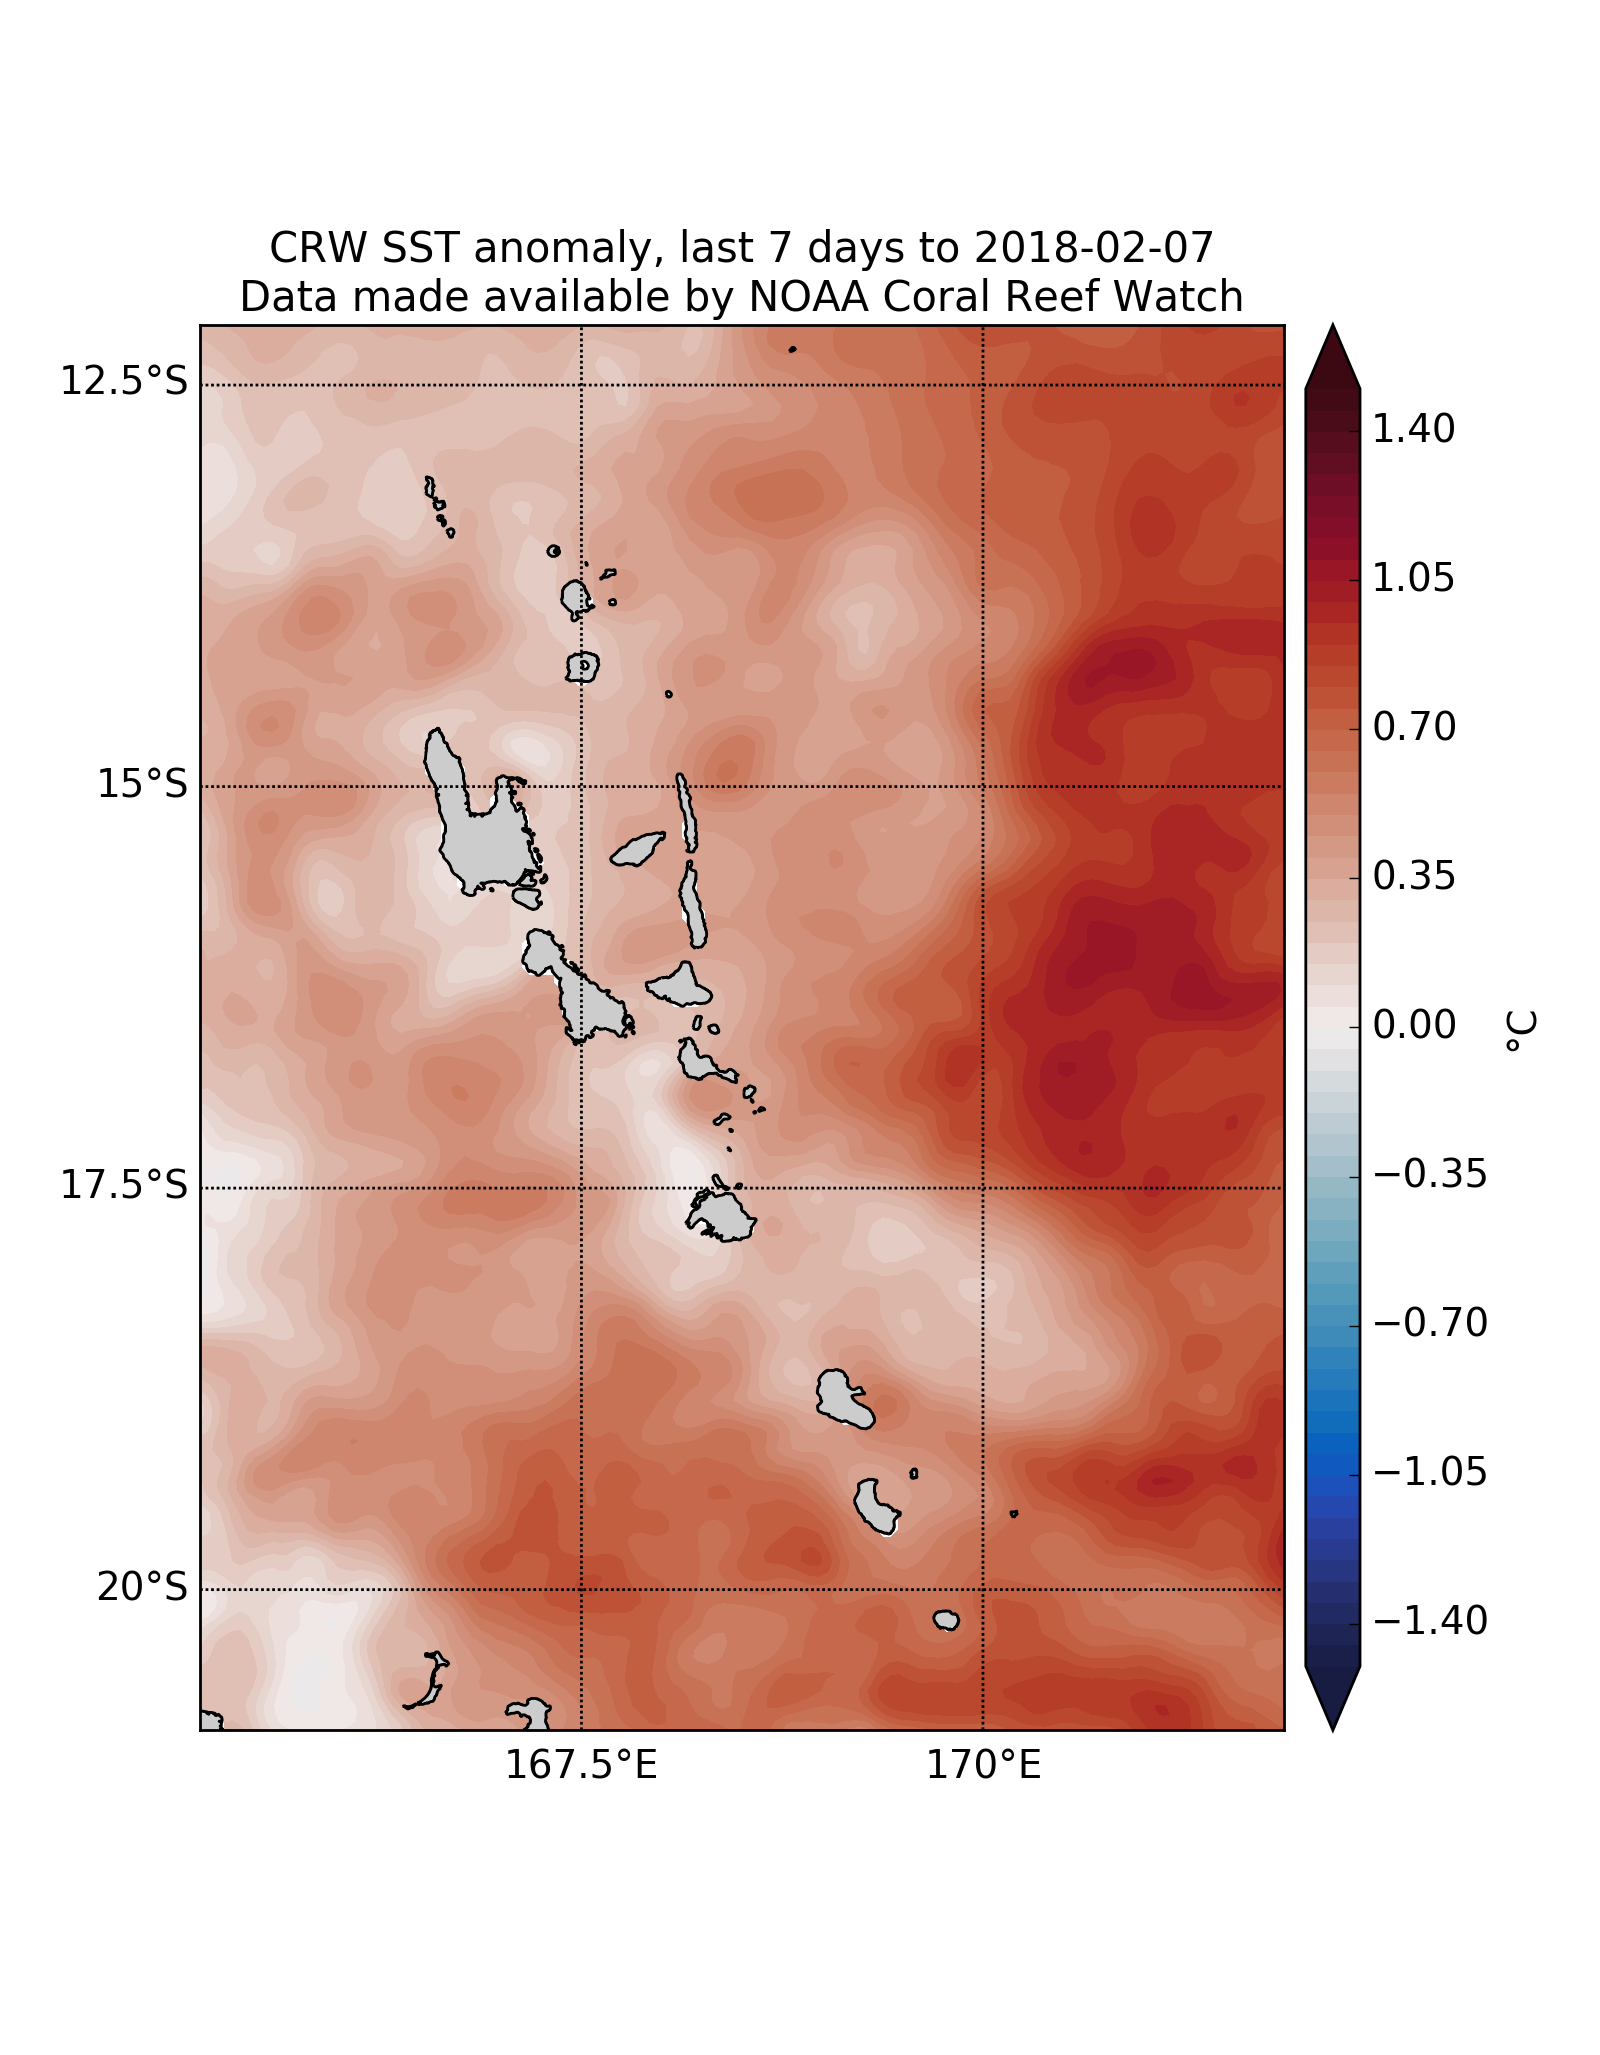 CRW SST anomaly, last 7 days to 2018-02-07
Data made available by NOAA Coral Reef Watch
12.5°S
15°S
17.5°S
20°S
167.5°E
170°E
1.40
1.05
0.70
0.35
0.00
−0.35
−0.70
−1.05
−1.40
°C